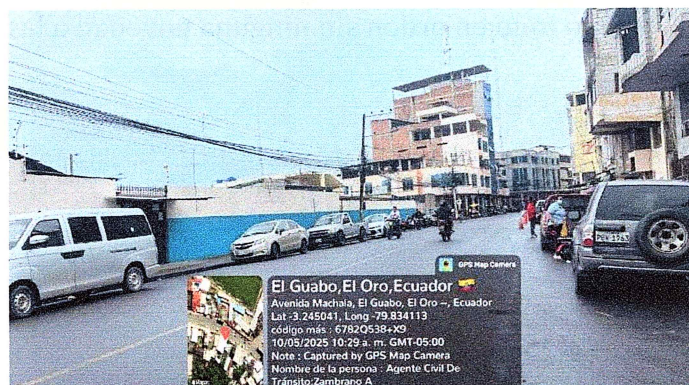 GPS Map Camera
El Guabo,El Oro,Ecuador
Avenida Machala, El Guabo, El Oro –, Ecuador
Lat -3.245041, Long -79.834113
código más : 6782Q538+X9
10/05/2025 10:29 a. m. GMT-05:00
Note : Captured by GPS Map Camera
Nombre de la persona : Agente Civil De
Tránsito:Zambrano A